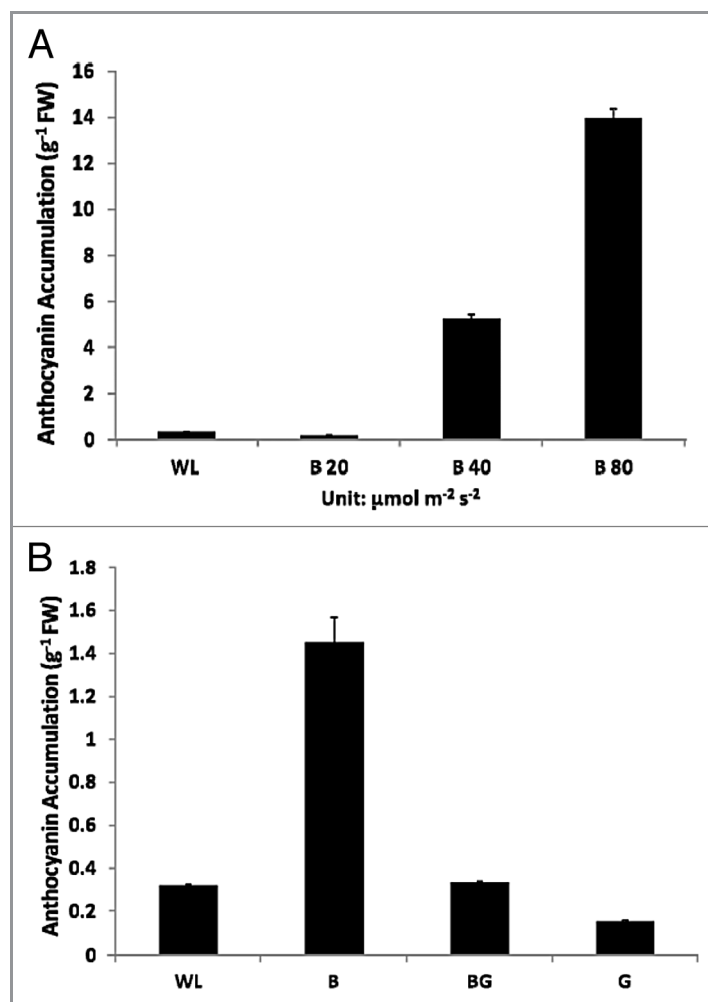 A
Anthocyanin Accumulation (g⁻¹ FW)
16
14
12
10
8
6
4
2
0
WL B 20 B 40 B 80
Unit: µmol m⁻² s⁻²
B
Anthocyanin Accumulation (g⁻¹ FW)
1.8
1.6
1.4
1.2
1
0.8
0.6
0.4
0.2
0
WL B BG G